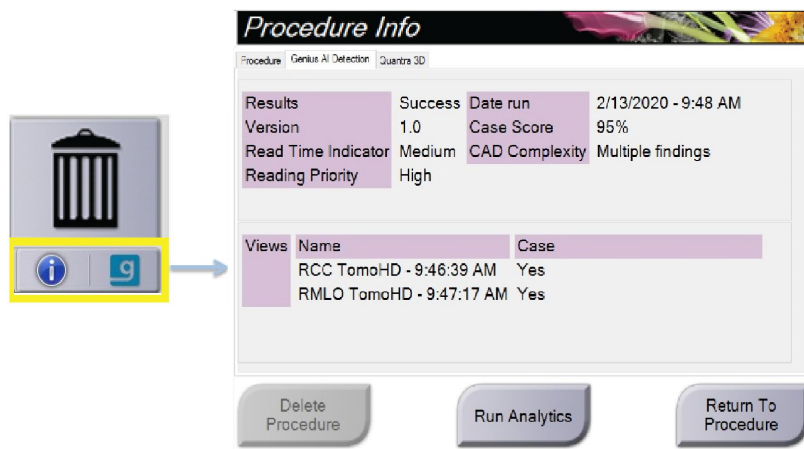 Procedure Info
Procedure Genius AI Detection Quantra 3D
Results Success Date run 2/13/2020 - 9:48 AM
Version 1.0 Case Score 95%
Read Time Indicator Medium CAD Complexity Multiple findings
Reading Priority High
i g
Views Name Case
RCC TomoHD - 9:46:39 AM Yes
RMLO TomoHD - 9:47:17 AM Yes
Delete
Procedure
Run Analytics
Return To
Procedure